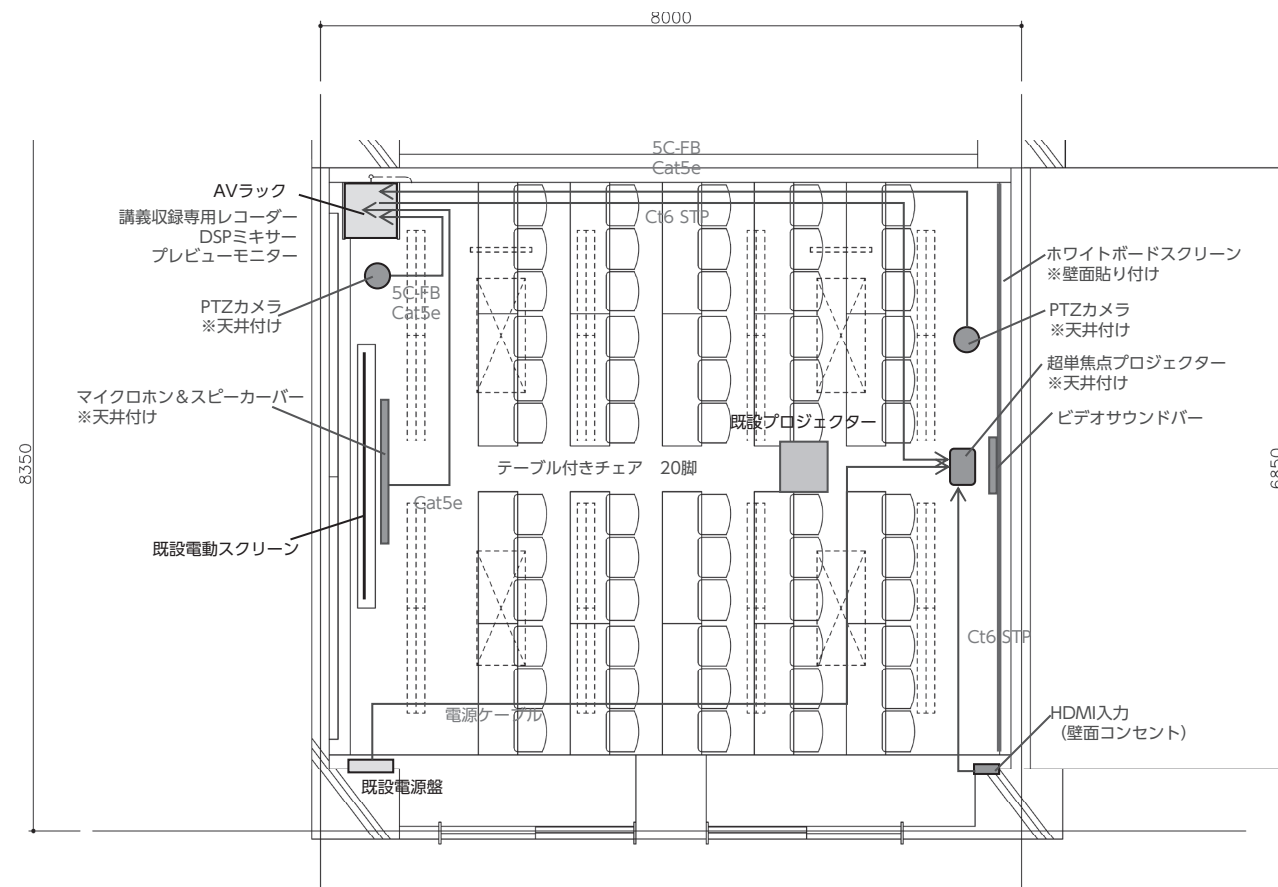 8000
5C-FB
Cat5e
AVラック
講義収録専用レコーダー
DSPミキサー
プレビューモニター
Ct6 STP
ホワイトボードスクリーン
※壁面貼り付け
PTZカメラ
※天井付け
5C-FB
Cat5e
PTZカメラ
※天井付け
超単焦点プロジェクター
※天井付け
マイクロホン＆スピーカーバー
※天井付け
ビデオサウンドバー
既設プロジェクター
8350
テーブル付きチェア　20脚
6850
Cat5e
既設電動スクリーン
Ct6 STP
電源ケーブル
HDMI入力
（壁面コンセント）
既設電源盤